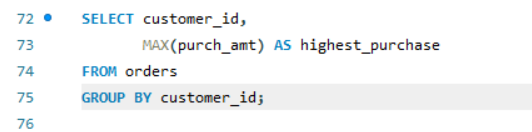 72 SELECT customer_id,
73 MAX(purch_amt) AS highest_purchase
74 FROM orders
75 GROUP BY customer_id;
76